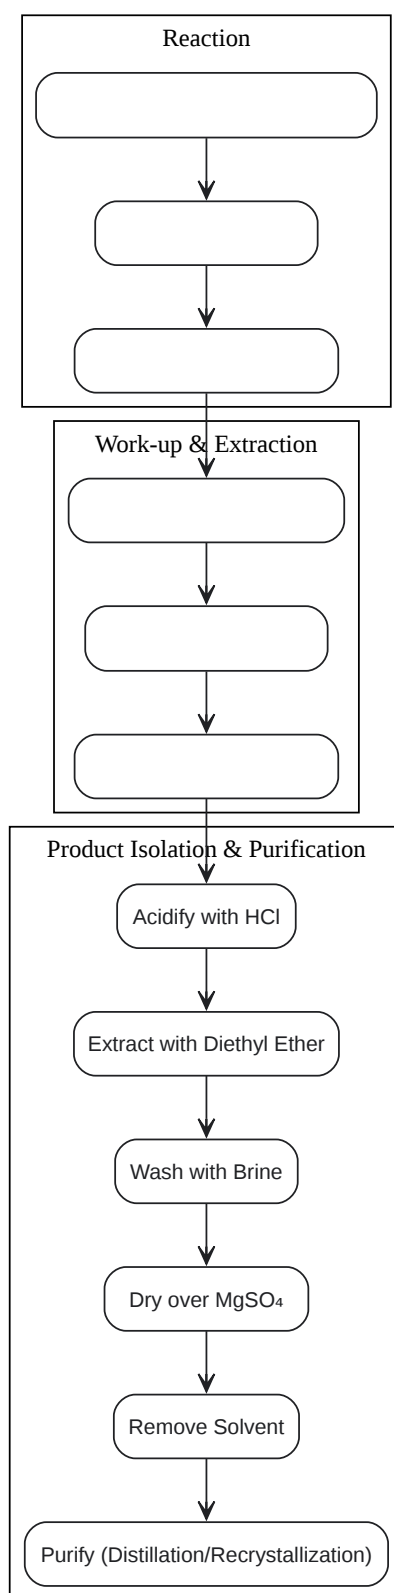 Reaction
Work-up & Extraction
Product Isolation & Purification
Acidify with HCl
Extract with Diethyl Ether
Wash with Brine
Dry over MgSO₄
Remove Solvent
Purify (Distillation/Recrystallization)